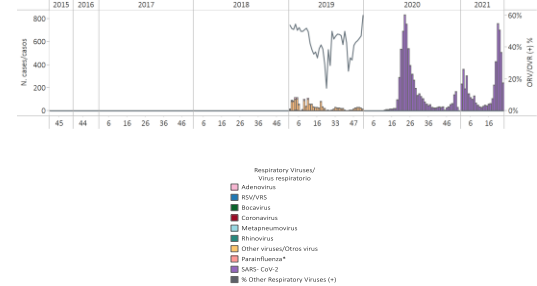 2015 2016 2017 2018 2019 2020 2021
800
600
400
200
0
N. cases/casos
60%
40%
20%
0%
ORV/OVR (+) %
45 44 6 16 26 36 46 6 16 26 36 46 6 16 33 47 6 16 26 36 46 6 16
Respiratory Viruses/
Virus respiratorio
Adenovirus
RSV/VRS
Bocavirus
Coronavirus
Metapneumovirus
Rhinovirus
Other viruses/Otros virus
Parainfluenza*
SARS- CoV-2
% Other Respiratory Viruses (+)